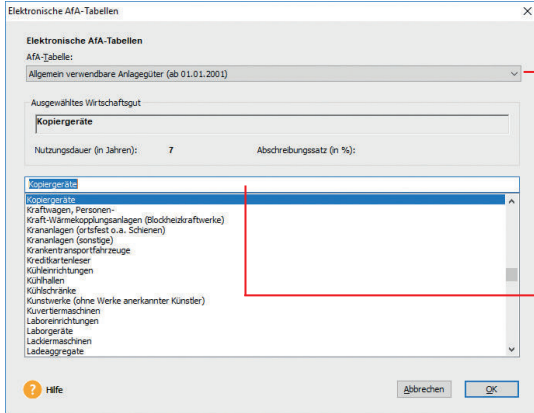 Elektronische AfA-Tabellen
Elektronische AfA-Tabellen
AfA-Tabelle:
Allgemein verwendbare Anlagegüter (ab 01.01.2001)
Ausgewähltes Wirtschaftsgut
Kopiergeräte
Nutzungsdauer (in Jahren): 7 Abschreibungssatz (in %):
Kopiergeräte
Kopiergeräte
Kraftwagen, Personen-
Kraft-Wärmekopplungsanlagen (Blockheizkraftwerke)
Krananlagen (ortsfest o.a. Schienen)
Krananlagen (sonstige)
Krankentransportfahrzeuge
Kreditkartenleser
Kühleinrichtungen
Kühlhallen
Kühlschränke
Kunstwerke (ohne Werke anerkannter Künstler)
Kuvertiermaschinen
Laboreinrichtungen
Laborgeräte
Lackiermaschinen
Ladeaggregate
Hilfe Abbrechen OK